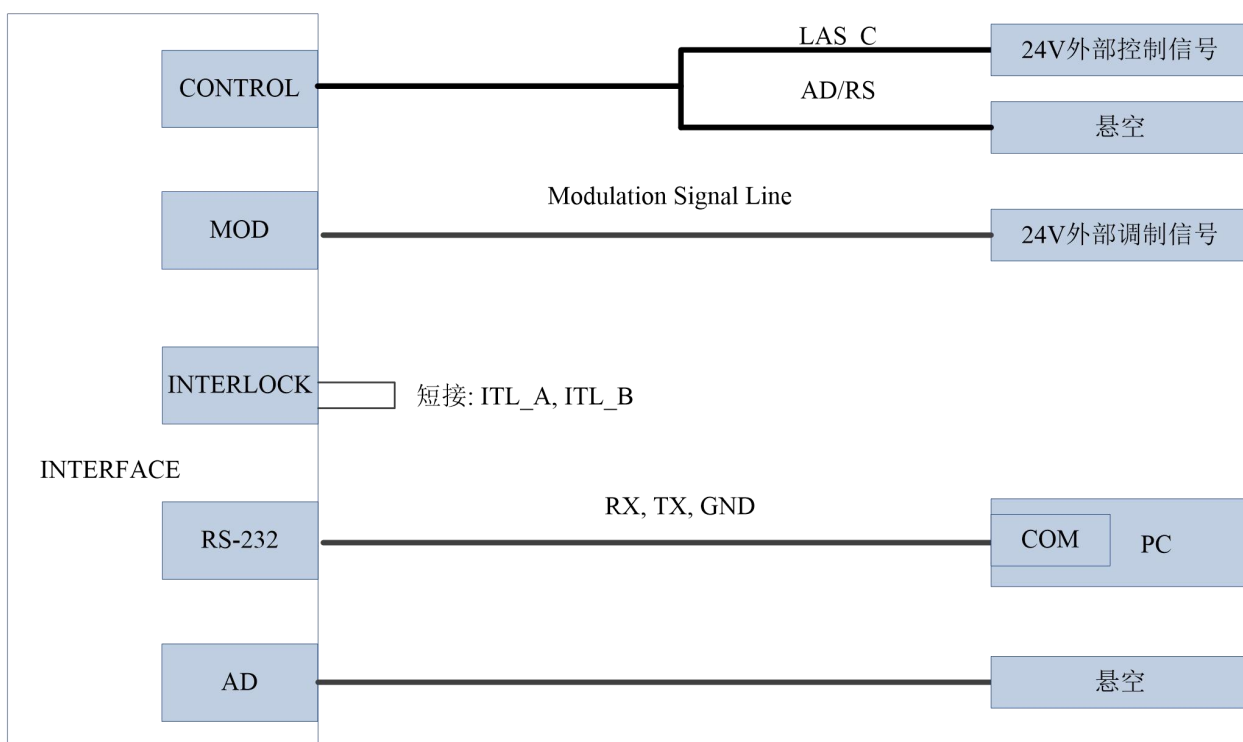 LAS_C
24V外部控制信号
CONTROL
AD/RS
悬空
Modulation Signal Line
MOD
24V外部调制信号
INTERLOCK
短接: ITL_A, ITL_B
INTERFACE
RX, TX, GND
RS-232
COM
PC
AD
悬空